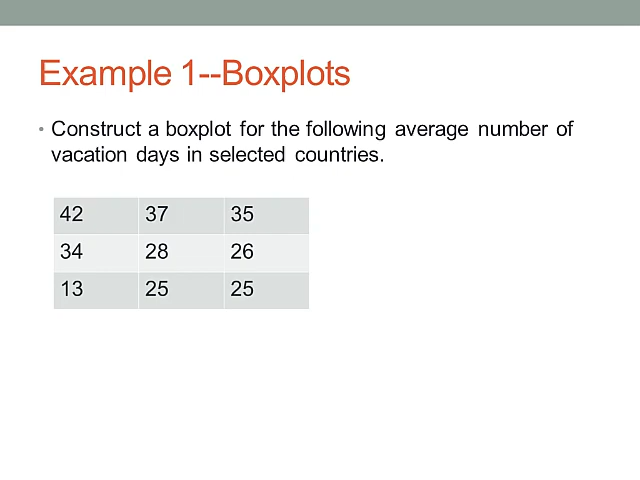 Example 1--Boxplots
• Construct a boxplot for the following average number of
vacation days in selected countries.
42 37 35
34 28 26
13 25 25